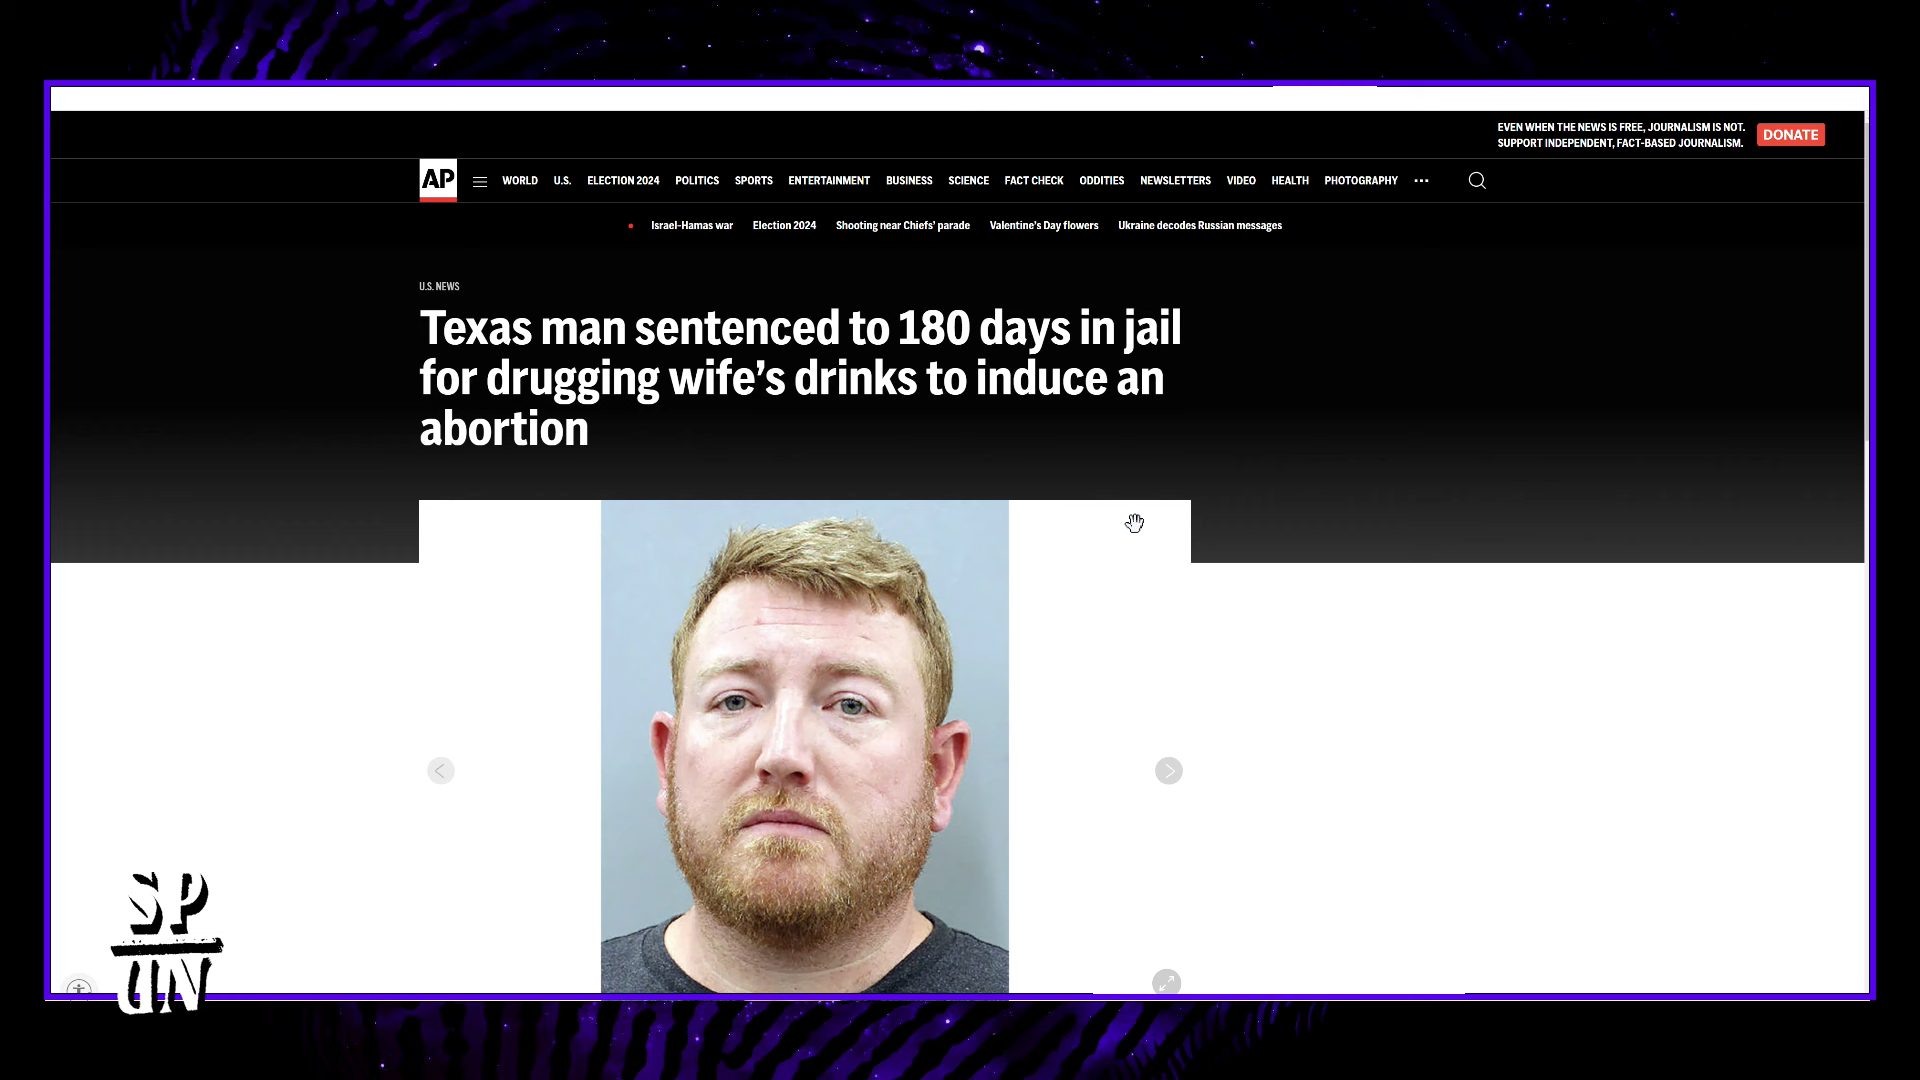 EVEN WHEN THE NEWS IS FREE, JOURNALISM IS NOT.
SUPPORT INDEPENDENT, FACT-BASED JOURNALISM.
DONATE
AP
WORLD U.S. ELECTION 2024 POLITICS SPORTS ENTERTAINMENT BUSINESS SCIENCE FACT CHECK ODDITIES NEWSLETTERS VIDEO HEALTH PHOTOGRAPHY ...
Israel-Hamas war Election 2024 Shooting near Chiefs' parade Valentine's Day flowers Ukraine decodes Russian messages
U.S. NEWS
Texas man sentenced to 180 days in jail
for drugging wife’s drinks to induce an
abortion
SP
UN